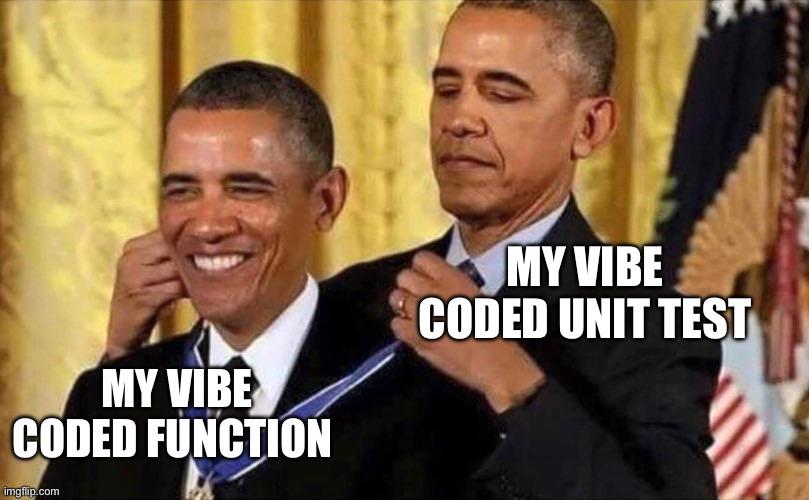 MY VIBE
CODED UNIT TEST
MY VIBE
CODED FUNCTION
imgflip.com